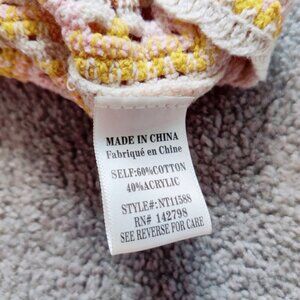 MADE IN CHINA
Fabriqué en Chine
SELF:60%COTTON
40%ACRYLIC
STYLE#:NT11588
RN# 142798
SEE REVERSE FOR CARE